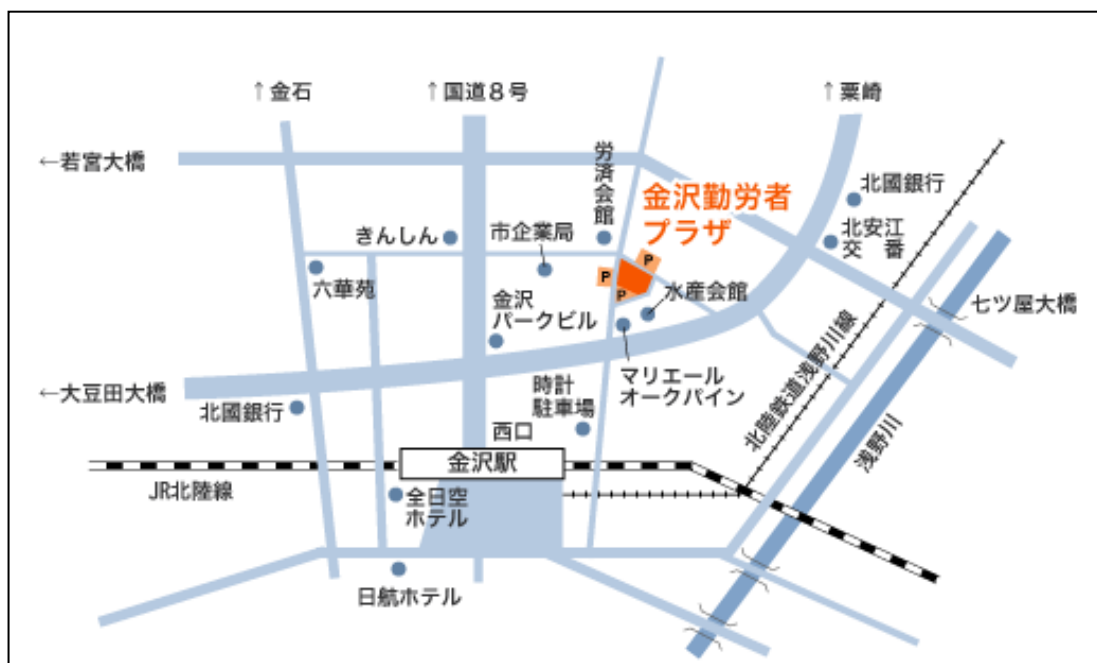 ↑金石
↑国道8号
↑粟崎
←若宮大橋
労済会館
金沢勤労者
プラザ
北國銀行
きんしん
市企業局
北安江
交番
P
P
P
六華苑
水産会館
金沢
パークビル
七ツ屋大橋
←大豆田大橋
マリエール
オークパイン
北陸鉄道浅野川線
北國銀行
時計
駐車場
西口
浅野川
金沢駅
JR北陸線
全日空
ホテル
日航ホテル